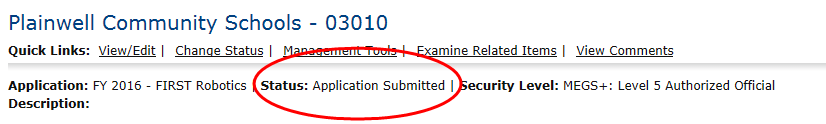 Plainwell Community Schools - 03010
Quick Links: View/Edit | Change Status | Management Tools | Examine Related Items | View Comments
Application: FY 2016 - FIRST Robotics | Status: Application Submitted | Security Level: MEGS+: Level 5 Authorized Official
Description: